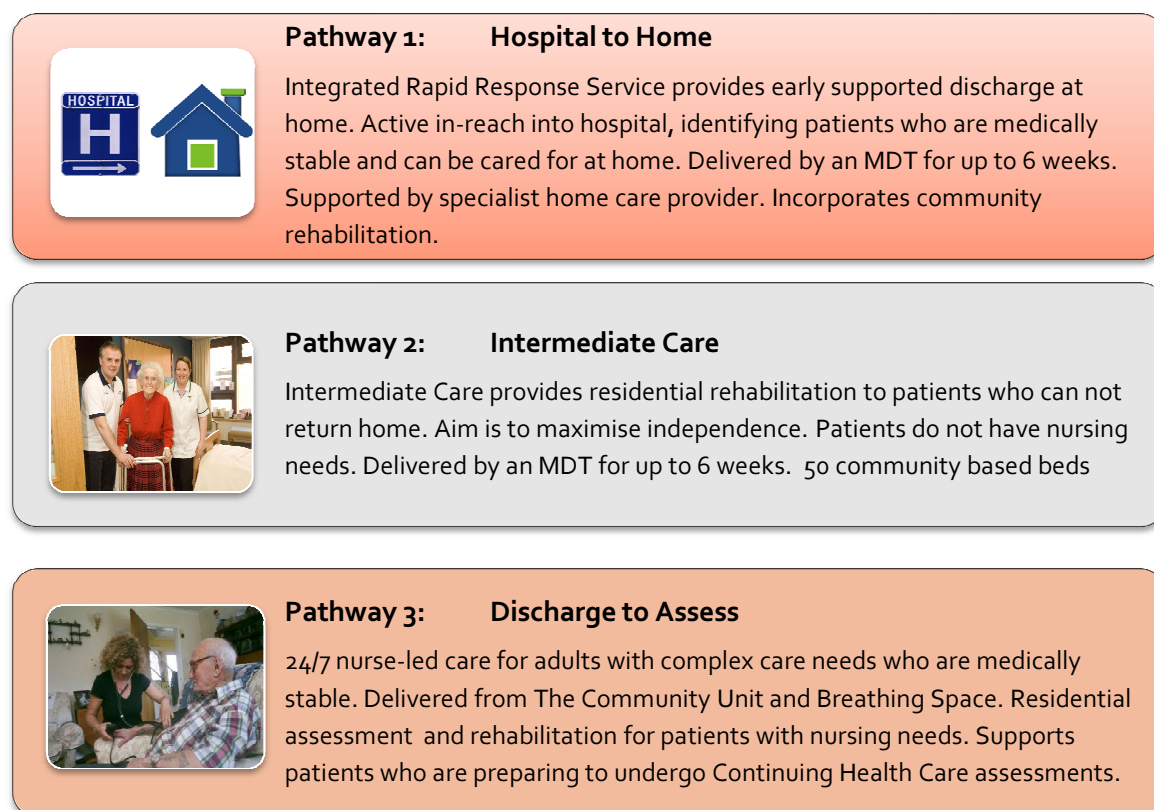 Pathway 1: Hospital to Home
HOSPITAL
H
Integrated Rapid Response Service provides early supported discharge at
home. Active in-reach into hospital, identifying patients who are medically
stable and can be cared for at home. Delivered by an MDT for up to 6 weeks.
Supported by specialist home care provider. Incorporates community
rehabilitation.
Pathway 2: Intermediate Care
Intermediate Care provides residential rehabilitation to patients who can not
return home. Aim is to maximise independence. Patients do not have nursing
needs. Delivered by an MDT for up to 6 weeks.  50 community based beds
Pathway 3: Discharge to Assess
24/7 nurse-led care for adults with complex care needs who are medically
stable. Delivered from The Community Unit and Breathing Space. Residential
assessment  and rehabilitation for patients with nursing needs. Supports
patients who are preparing to undergo Continuing Health Care assessments.